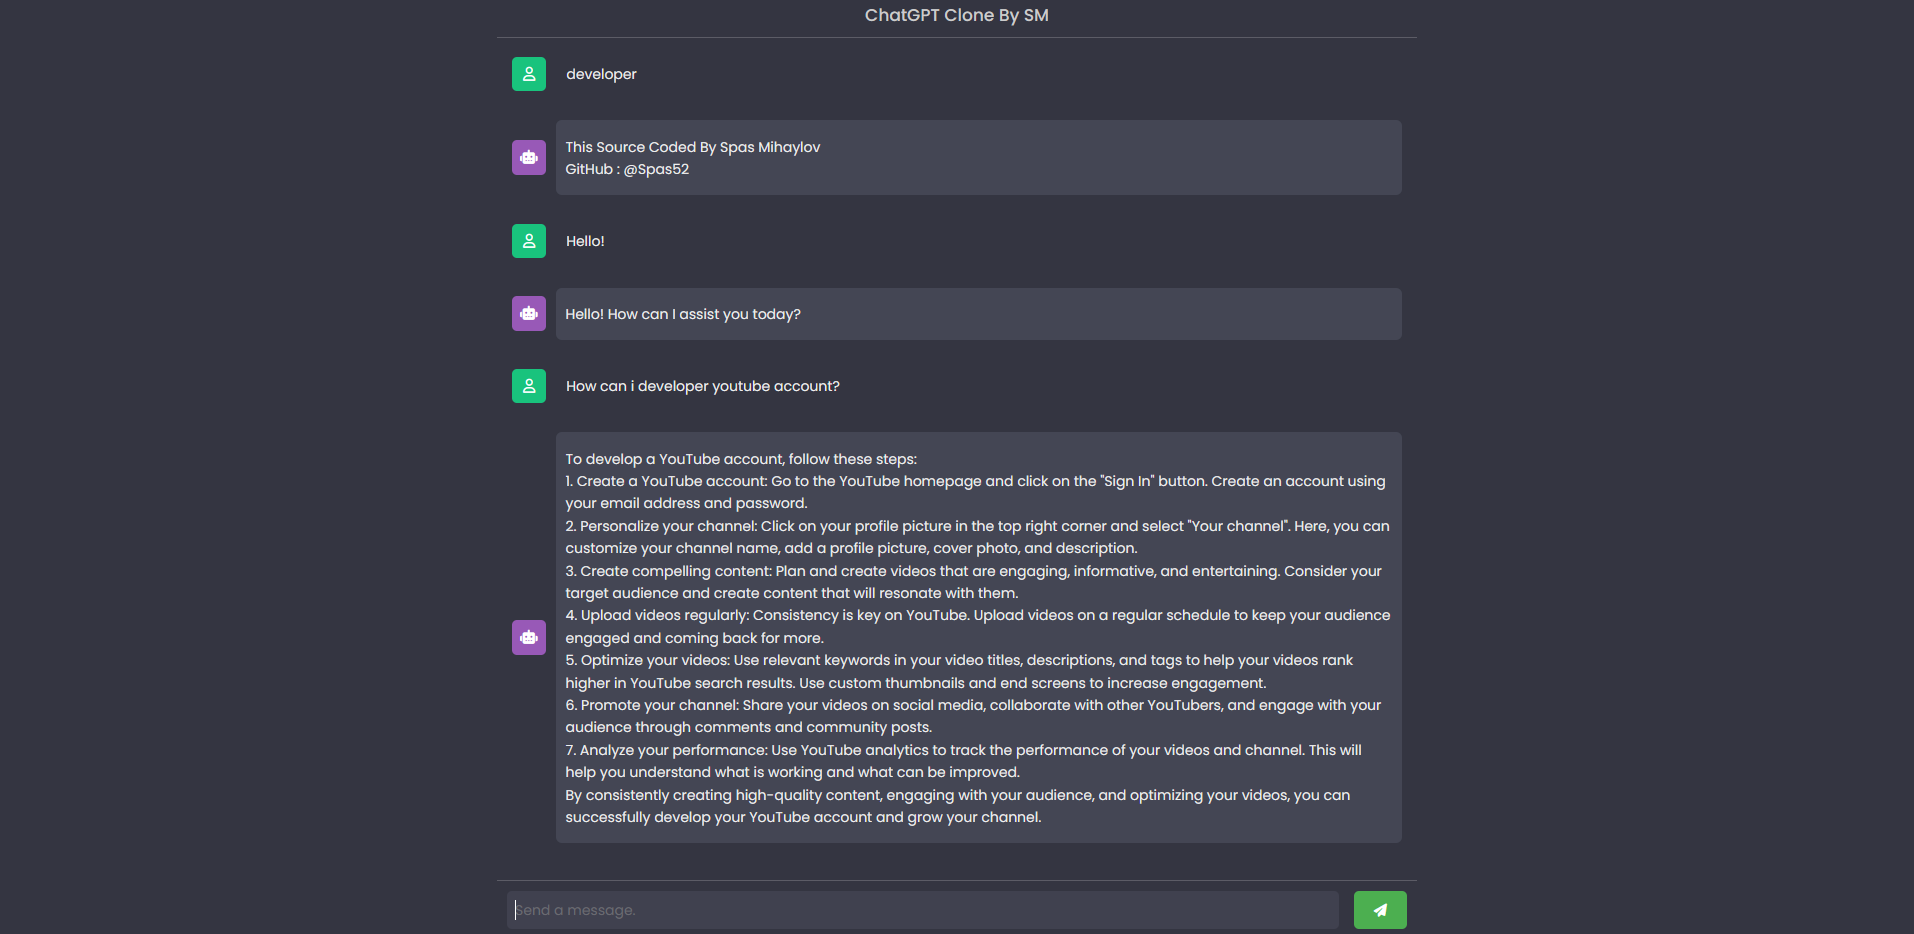 ChatGPT Clone By SM
developer
This Source Coded By Spas Mihaylov
GitHub : @Spas52
Hello!
Hello! How can I assist you today?
How can i developer youtube account?
To develop a YouTube account, follow these steps:
1. Create a YouTube account: Go to the YouTube homepage and click on the "Sign In" button. Create an account using
your email address and password.
2. Personalize your channel: Click on your profile picture in the top right corner and select "Your channel". Here, you can
customize your channel name, add a profile picture, cover photo, and description.
3. Create compelling content: Plan and create videos that are engaging, informative, and entertaining. Consider your
target audience and create content that will resonate with them.
4. Upload videos regularly: Consistency is key on YouTube. Upload videos on a regular schedule to keep your audience
engaged and coming back for more.
5. Optimize your videos: Use relevant keywords in your video titles, descriptions, and tags to help your videos rank
higher in YouTube search results. Use custom thumbnails and end screens to increase engagement.
6. Promote your channel: Share your videos on social media, collaborate with other YouTubers, and engage with your
audience through comments and community posts.
7. Analyze your performance: Use YouTube analytics to track the performance of your videos and channel. This will
help you understand what is working and what can be improved.
By consistently creating high-quality content, engaging with your audience, and optimizing your videos, you can
successfully develop your YouTube account and grow your channel.
Send a message.